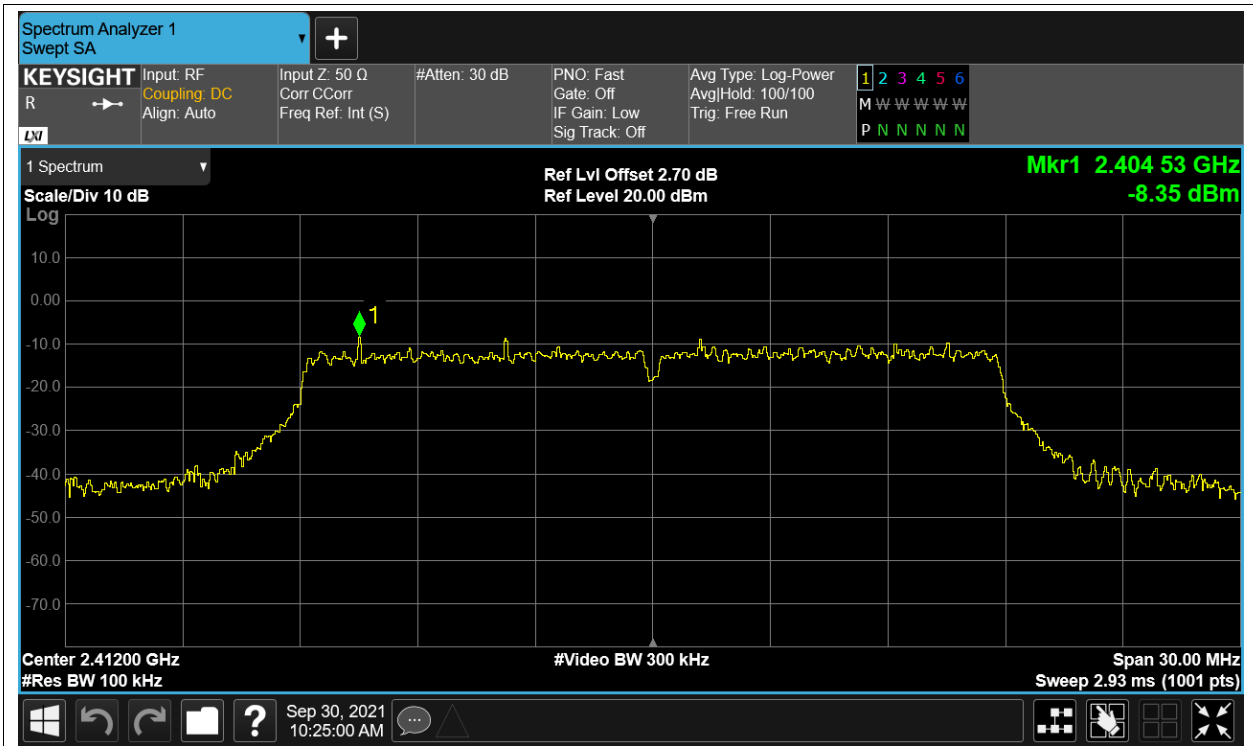 Spectrum Analyzer 1
Swept SA
KEYSIGHT
R
LXI
Input: RF
Coupling: DC
Align: Auto
Input Z: 50 Ω
Corr CCorr
Freq Ref: Int (S)
#Atten: 30 dB
PNO: Fast
Gate: Off
IF Gain: Low
Sig Track: Off
Avg Type: Log-Power
Avg|Hold: 100/100
Trig: Free Run
1 2 3 4 5 6
M W W W W W
P N N N N N
1 Spectrum
Scale/Div 10 dB
Ref Lvl Offset 2.70 dB
Ref Level 20.00 dBm
Mkr1 2.404 53 GHz
-8.35 dBm
Log
10.0
0.00
-10.0
-20.0
-30.0
-40.0
-50.0
-60.0
-70.0
1
Center 2.41200 GHz
#Res BW 100 kHz
#Video BW 300 kHz
Span 30.00 MHz
Sweep 2.93 ms (1001 pts)
?
Sep 30, 2021
10:25:00 AM